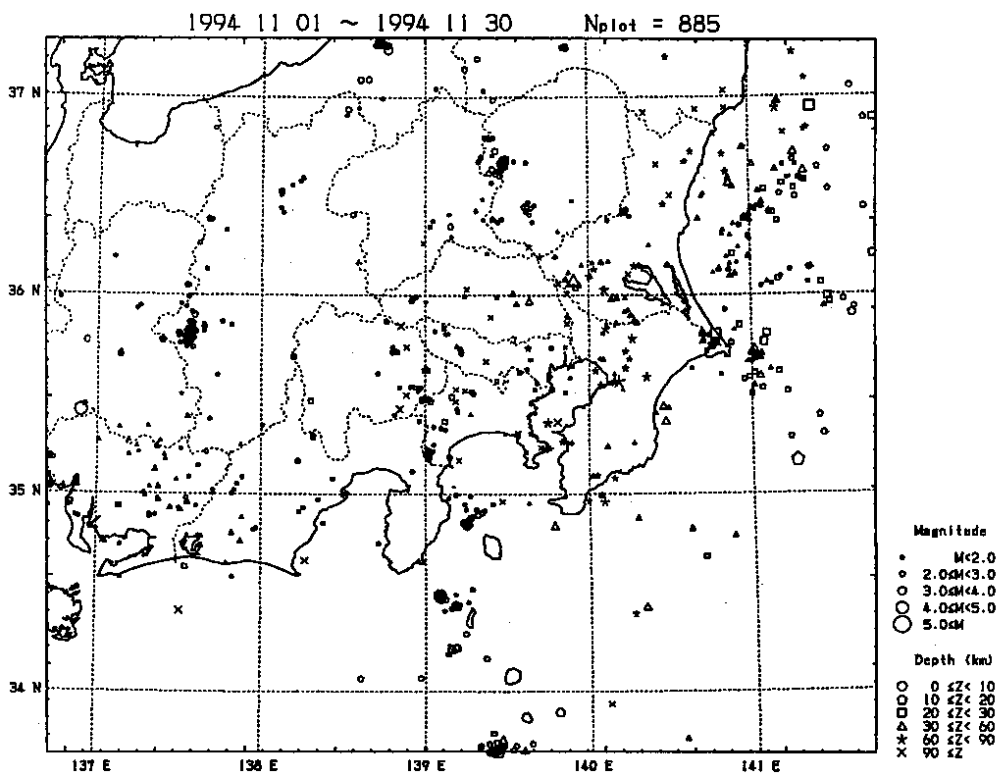 1994 11 01 ~ 1994 11 30 Nplot = 885
37 N
36 N
35 N
34 N
137 E 138 E 139 E 140 E 141 E
Magnitude
M<2.0
2.0≤M<3.0
3.0≤M<4.0
4.0≤M<5.0
5.0≤M
Depth (km)
0 ≤Z< 10
10 ≤Z< 20
20 ≤Z< 30
30 ≤Z< 60
60 ≤Z< 90
90 ≤Z